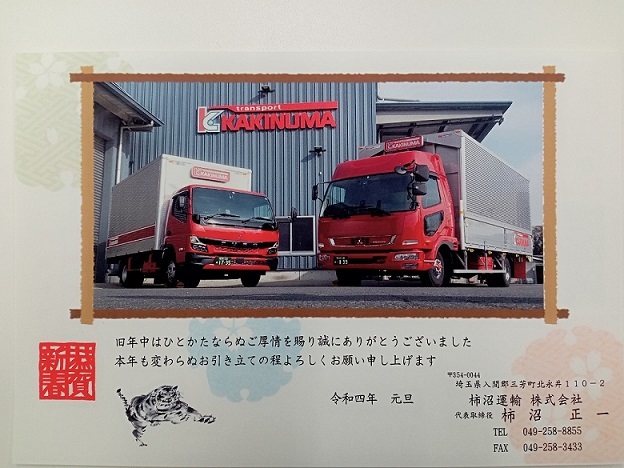 transport
KAKINUMA
KAKINUMA
KAKINUMA
KAKINUMA
旧年中はひとかたならぬご厚情を賜り誠にありがとうございました
本年も変わらぬお引き立ての程よろしくお願い申し上げます
恭賀
新春
令和四年 元旦
〒354-0044
埼玉県入間郡三芳町北永井110-2
柿沼運輸 株式会社
代表取締役 柿沼 正一
TEL 049-258-8855
FAX 049-258-3433